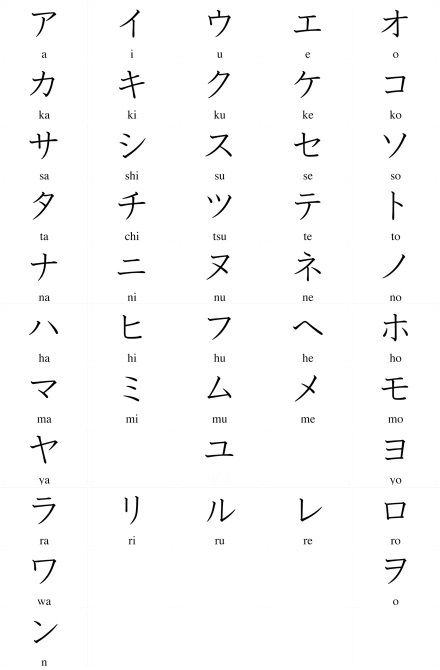 ア イ ウ エ オ
a i u e o
カ キ ク ケ コ
ka ki ku ke ko
サ シ ス セ ソ
sa shi su se so
タ チ ツ テ ト
ta chi tsu te to
ナ ニ ヌ ネ ノ
na ni nu ne no
ハ ヒ フ ヘ ホ
ha hi hu he ho
マ ミ ム メ モ
ma mi mu me mo
ヤ ユ ヨ
ya yo
ラ リ ル レ ロ
ra ri ru re ro
ワ ヲ
wa o
ン
n